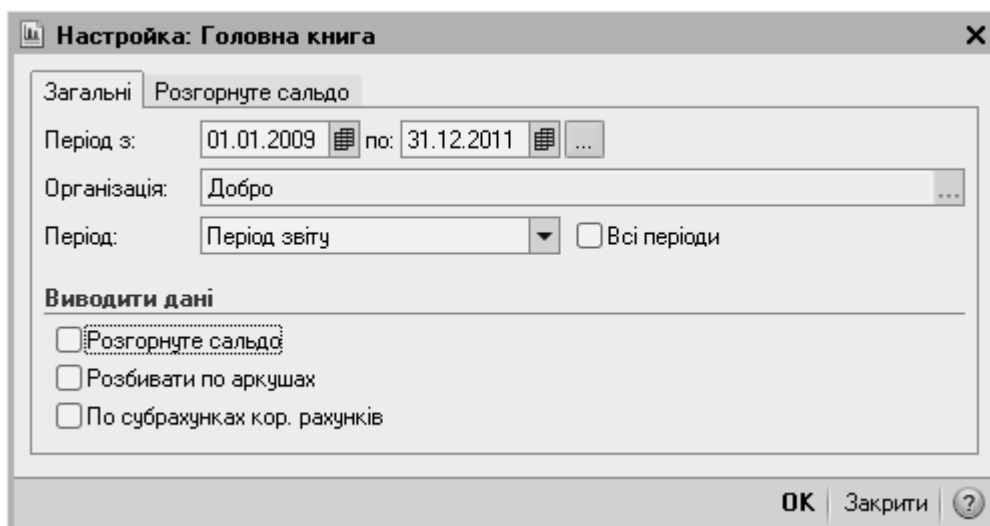 Настройка: Головна книга
Загальні Розгорнуте сальдо
Період з: 01.01.2009 по: 31.12.2011 ...
Організація: Добро ...
Період: Період звіту Всі періоди
Виводити дані
Розгорнуте сальдо
Розбивати по аркушах
По субрахунках кор. рахунків
OK Закрити ?